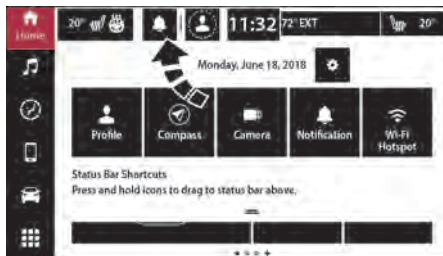 Home
20°
11:32
72° EXT
20°
Monday, June 18, 2018
Profile
Compass
Camera
Notification
Wi-Fi
Hotspot
Status Bar Shortcuts
Press and hold icons to drag to status bar above.